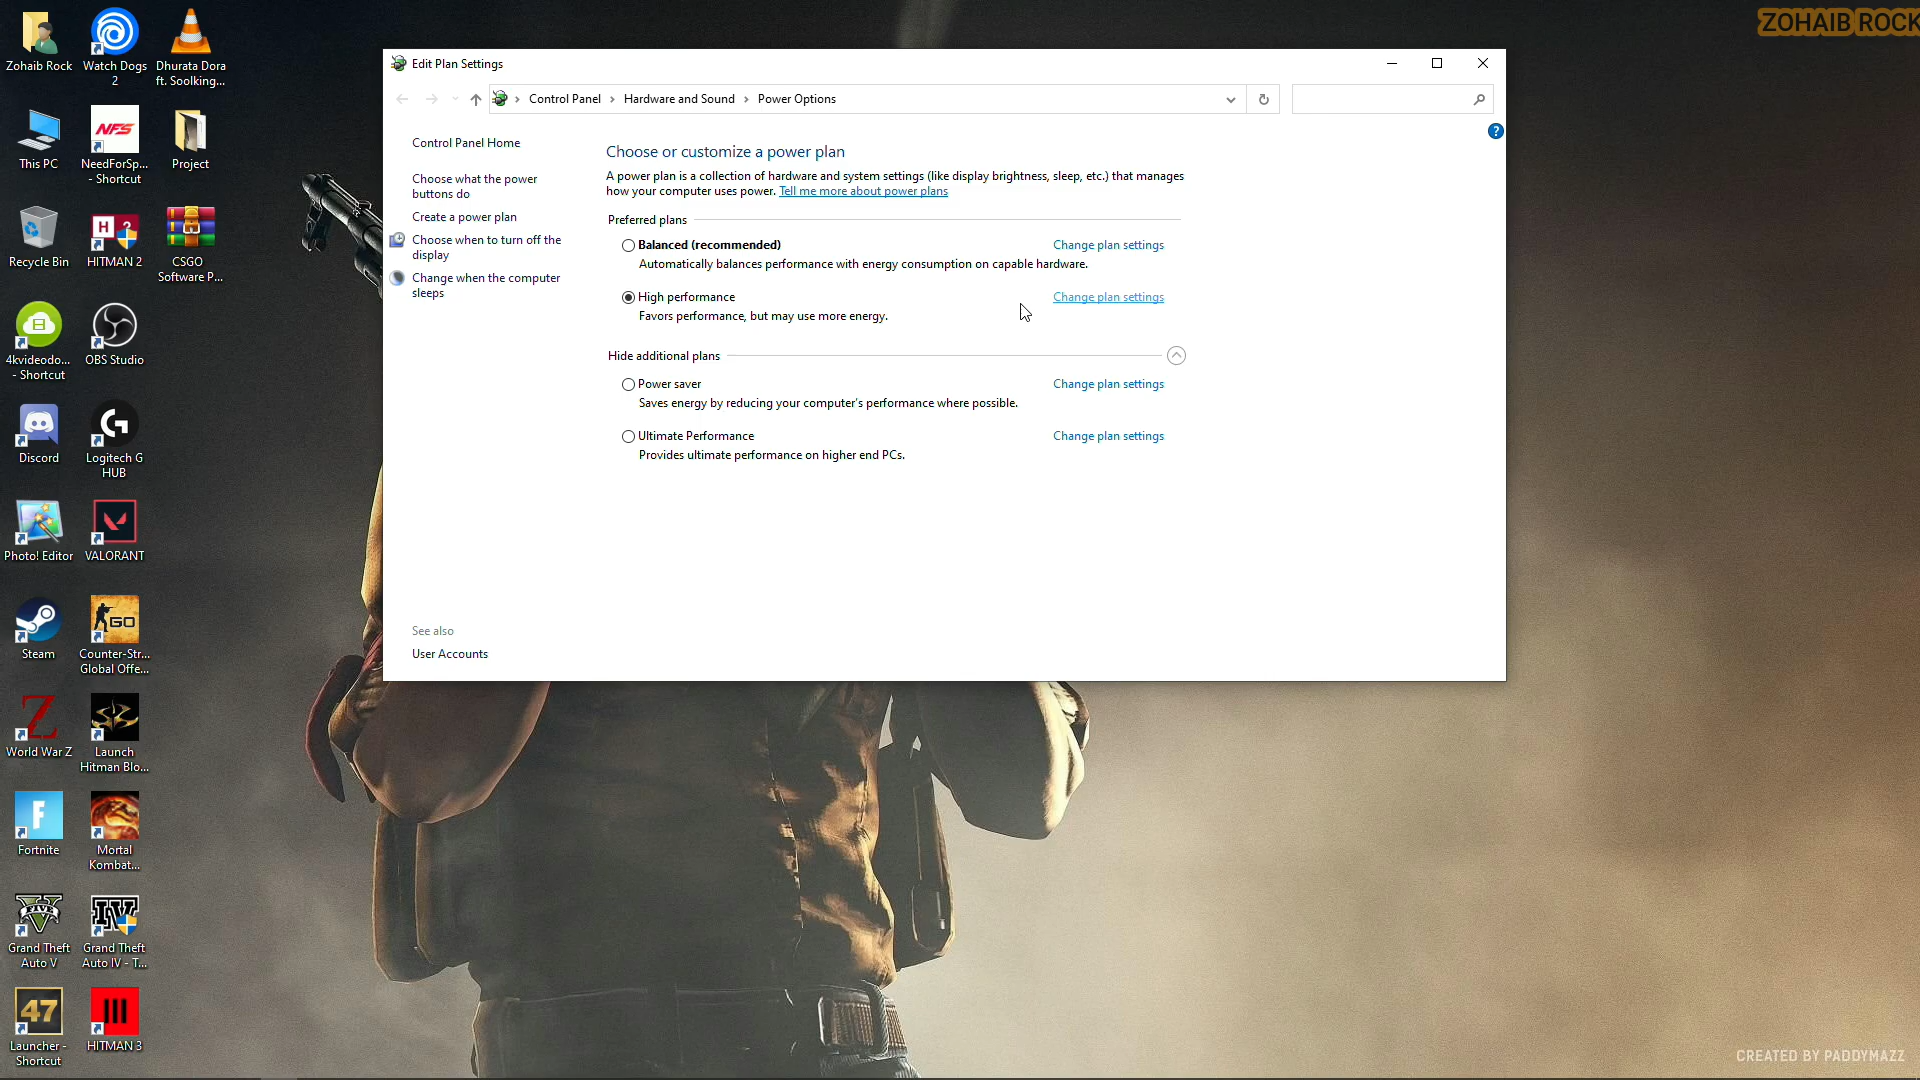 ZOHAIB ROCK
Zohaib Rock
Watch Dogs
2
Dhurata Dora
ft. Soolking...
This PC
NFS
NeedForSp...
- Shortcut
Project
Recycle Bin
HITMAN 2
CSGO
Software P...
4kvideodo...
- Shortcut
OBS Studio
Discord
Logitech G
HUB
Photo! Editor
VALORANT
Steam
GO
Counter-Str...
Global Offe...
World War Z
Launch
Hitman Blo...
Fortnite
Mortal
Kombat...
FIVE
Grand Theft
Auto V
IV
Grand Theft
Auto IV - T...
47
Launcher -
Shortcut
HITMAN 3
Edit Plan Settings
Control Panel > Hardware and Sound > Power Options
Control Panel Home
Choose what the power
buttons do
Create a power plan
Choose when to turn off the
display
Change when the computer
sleeps
See also
User Accounts
Choose or customize a power plan
A power plan is a collection of hardware and system settings (like display brightness, sleep, etc.) that manages
how your computer uses power. Tell me more about power plans
Preferred plans
Balanced (recommended) Change plan settings
Automatically balances performance with energy consumption on capable hardware.
High performance Change plan settings
Favors performance, but may use more energy.
Hide additional plans
Power saver Change plan settings
Saves energy by reducing your computer's performance where possible.
Ultimate Performance Change plan settings
Provides ultimate performance on higher end PCs.
CREATED BY PADDYMAZZ